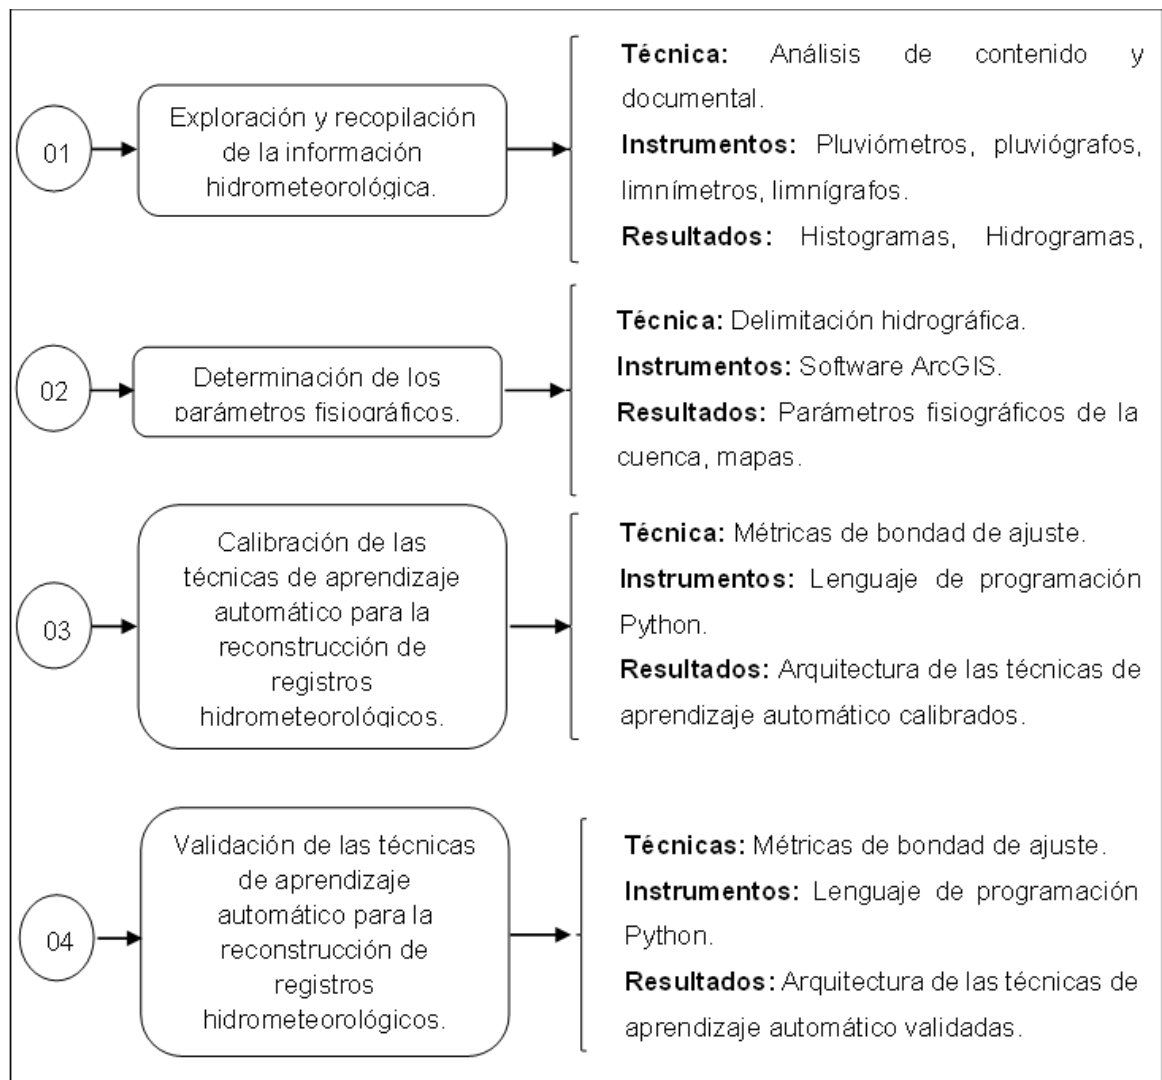 01
Exploración y recopilación
de la información
hidrometeorológica.
Técnica: Análisis de contenido y
documental.
Instrumentos: Pluviómetros, pluviógrafos,
limnímetros, limnígrafos.
Resultados: Histogramas, Hidrogramas,
02
Determinación de los
parámetros fisiográficos.
Técnica: Delimitación hidrográfica.
Instrumentos: Software ArcGIS.
Resultados: Parámetros fisiográficos de la
cuenca, mapas.
03
Calibración de las
técnicas de aprendizaje
automático para la
reconstrucción de
registros
hidrometeorológicos.
Técnica: Métricas de bondad de ajuste.
Instrumentos: Lenguaje de programación
Python.
Resultados: Arquitectura de las técnicas de
aprendizaje automático calibrados.
04
Validación de las técnicas
de aprendizaje
automático para la
reconstrucción de
registros
hidrometeorológicos.
Técnicas: Métricas de bondad de ajuste.
Instrumentos: Lenguaje de programación
Python.
Resultados: Arquitectura de las técnicas de
aprendizaje automático validadas.